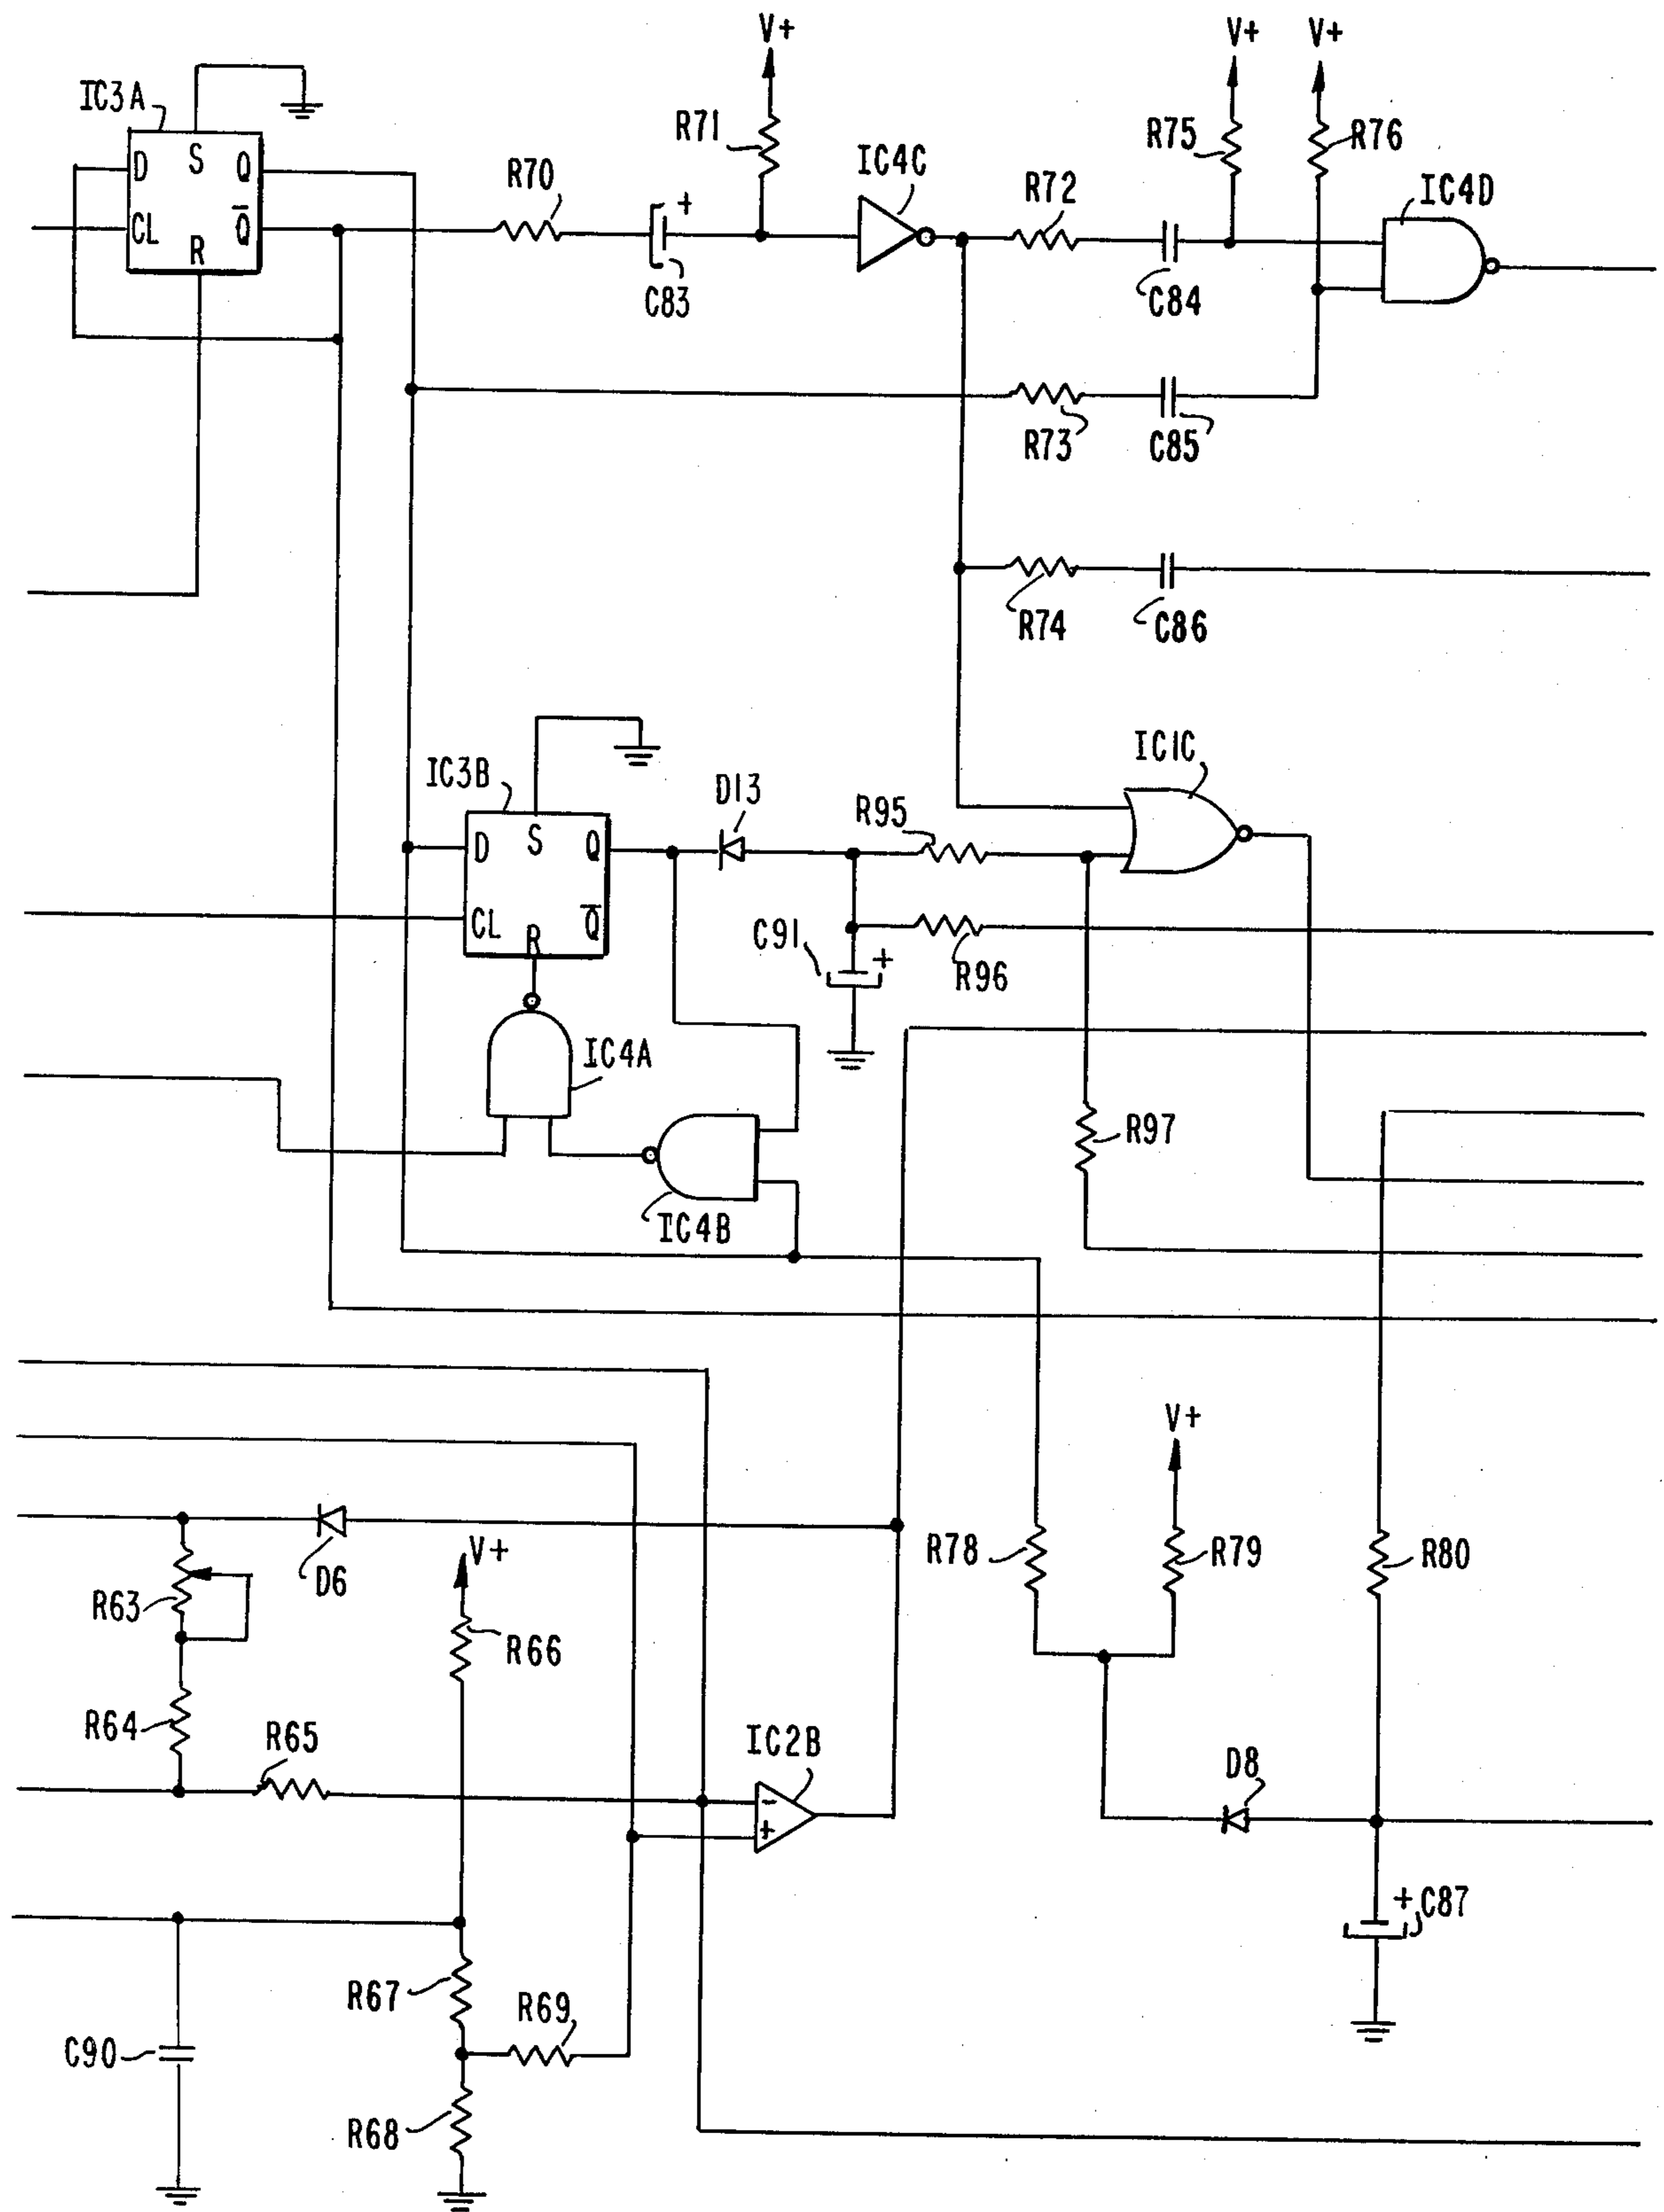 V+
V+ V+
IC3A
R71
R75
R76
IC4C
D S Q
R70
R72
IC4D
CL R Q̅
C83
C84
R73 C85
R74 C86
IC1C
IC3B
D13
R95
D S Q
CL R Q̅
C91 +
R96
IC4A
R97
IC4B
V+
R78 R79 R80
D6
V+
R63
R66
R64 R65
IC2B
D8
-
+
+ C87
R67
R69
C90
R68
+